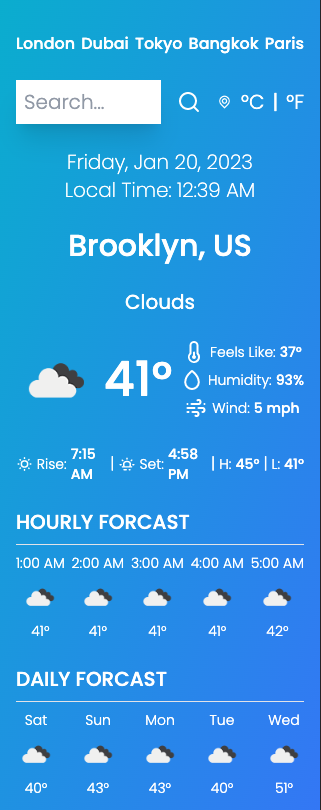 London Dubai Tokyo Bangkok Paris
Search...
°C | °F
Friday, Jan 20, 2023
Local Time: 12:39 AM
Brooklyn, US
Clouds
41°
Feels Like: 37°
Humidity: 93%
Wind: 5 mph
Rise: 7:15 AM | Set: 4:58 PM | H: 45° | L: 41°
HOURLY FORCAST
1:00 AM 2:00 AM 3:00 AM 4:00 AM 5:00 AM
41° 41° 41° 41° 42°
DAILY FORCAST
Sat Sun Mon Tue Wed
40° 43° 43° 40° 51°